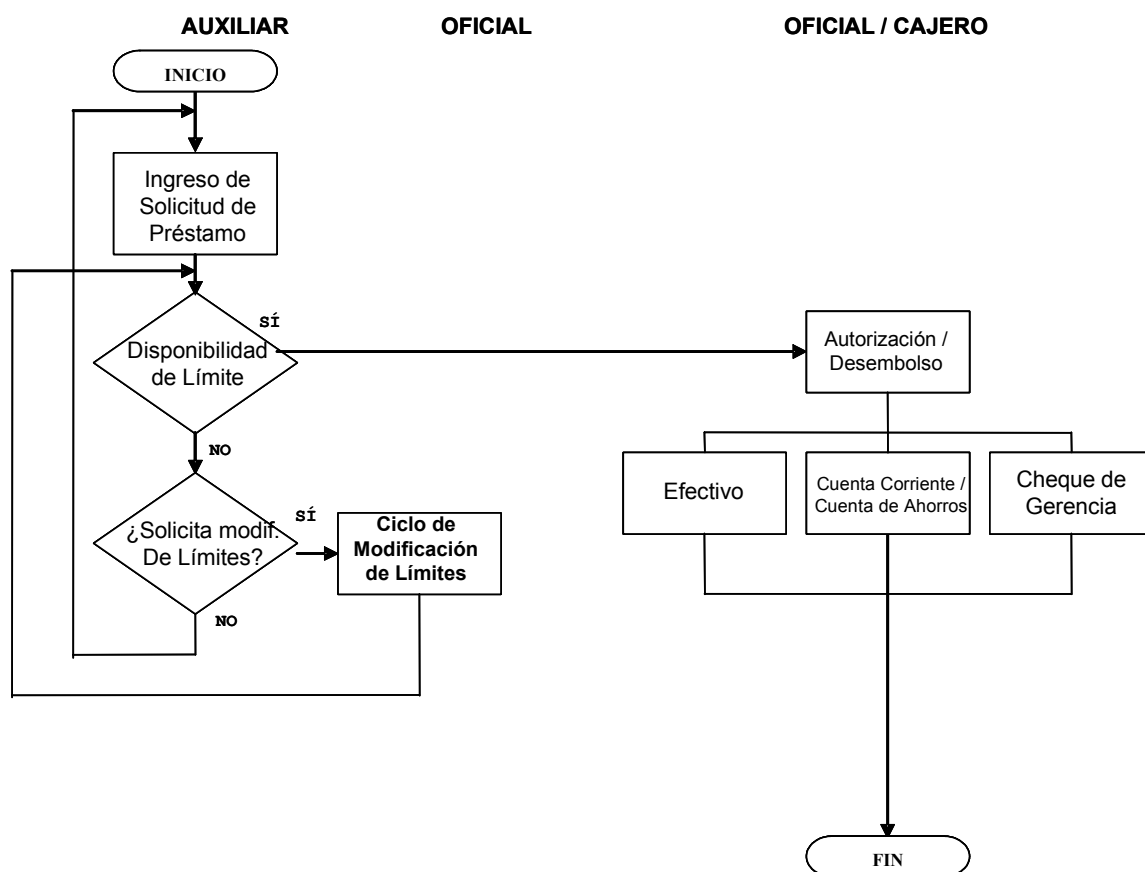 AUXILIAR
OFICIAL
OFICIAL / CAJERO
INICIO
Ingreso de
Solicitud de
Préstamo
SÍ
Disponibilidad
de Límite
Autorización /
Desembolso
NO
Efectivo
Cuenta Corriente /
Cuenta de Ahorros
Cheque de
Gerencia
¿Solicita modif.
De Límites?
SÍ
Ciclo de
Modificación
de Límites
NO
FIN